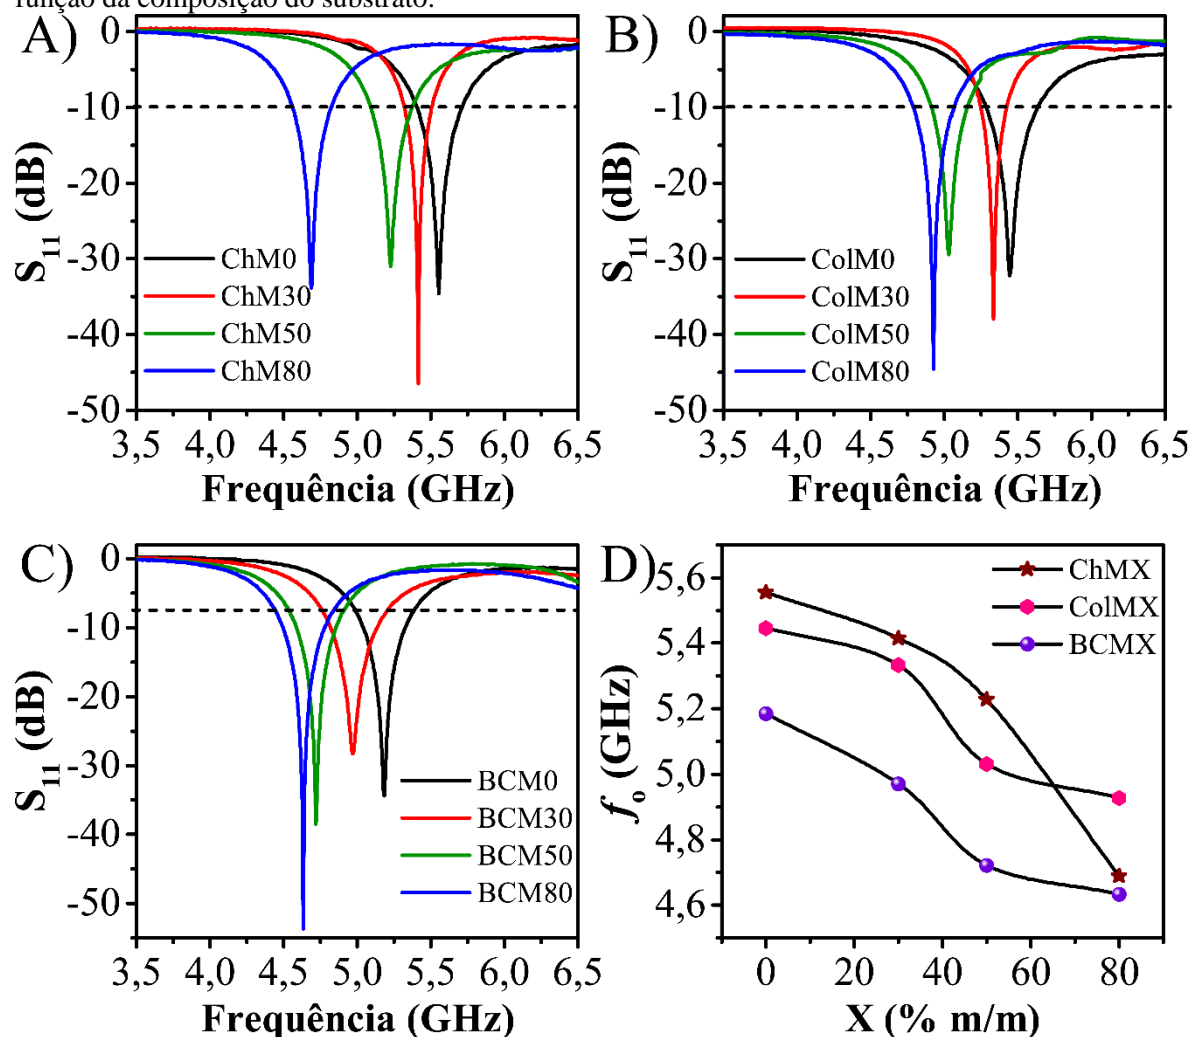 função da composição do substrato.
A)
0
-10
-20
-30
-40
-50
S11 (dB)
ChM0
ChM30
ChM50
ChM80
3,5 4,0 4,5 5,0 5,5 6,0 6,5
Frequência (GHz)
B)
0
-10
-20
-30
-40
-50
S11 (dB)
ColM0
ColM30
ColM50
ColM80
3,5 4,0 4,5 5,0 5,5 6,0 6,5
Frequência (GHz)
C)
0
-10
-20
-30
-40
-50
S11 (dB)
BCM0
BCM30
BCM50
BCM80
3,5 4,0 4,5 5,0 5,5 6,0 6,5
Frequência (GHz)
D)
5,6
5,4
5,2
5,0
4,8
4,6
fo (GHz)
ChMX
ColMX
BCMX
0 20 40 60 80
X (% m/m)